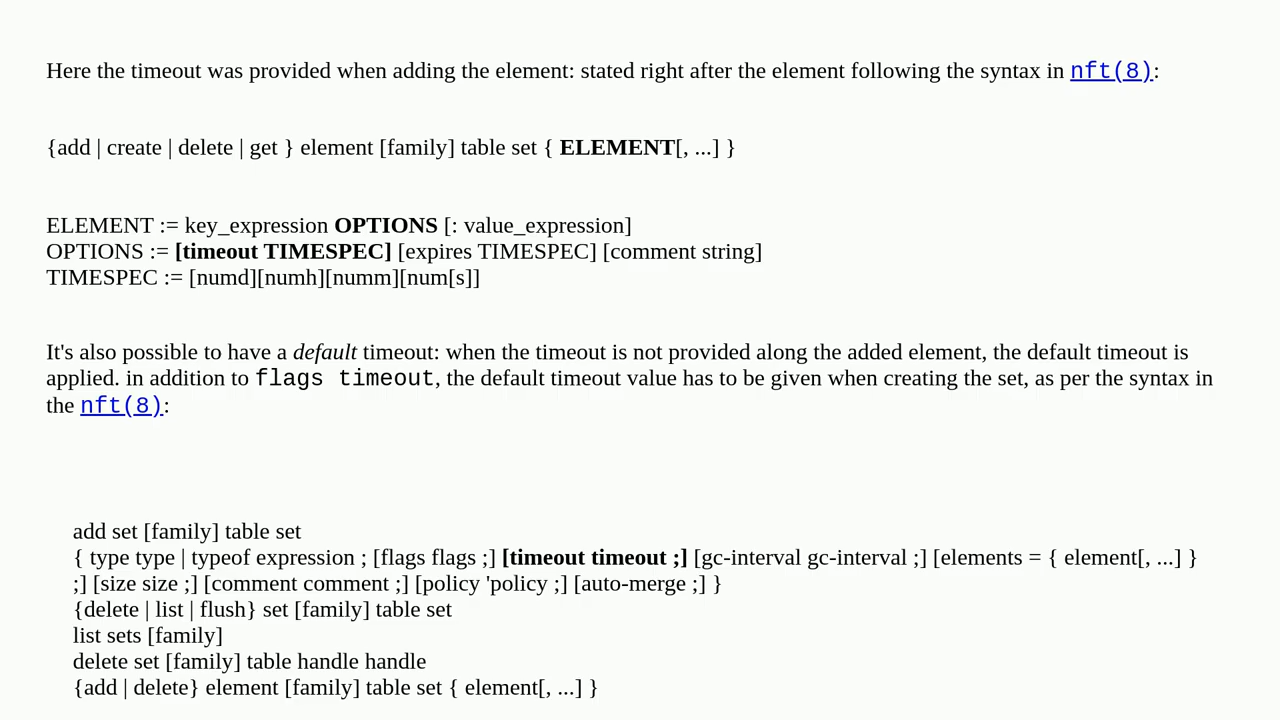 Here the timeout was provided when adding the element: stated right after the element following the syntax in nft(8):
{add | create | delete | get } element [family] table set { ELEMENT[, ...] }
ELEMENT := key_expression OPTIONS [: value_expression]
OPTIONS := [timeout TIMESPEC] [expires TIMESPEC] [comment string]
TIMESPEC := [numd][numh][numm][num[s]]
It's also possible to have a default timeout: when the timeout is not provided along the added element, the default timeout is
applied. in addition to flags timeout, the default timeout value has to be given when creating the set, as per the syntax in
the nft(8):
add set [family] table set
{ type type | typeof expression ; [flags flags ;] [timeout timeout ;] [gc-interval gc-interval ;] [elements = { element[, ...] }
;] [size size ;] [comment comment ;] [policy 'policy ;] [auto-merge ;] }
{delete | list | flush} set [family] table set
list sets [family]
delete set [family] table handle handle
{add | delete} element [family] table set { element[, ...] }